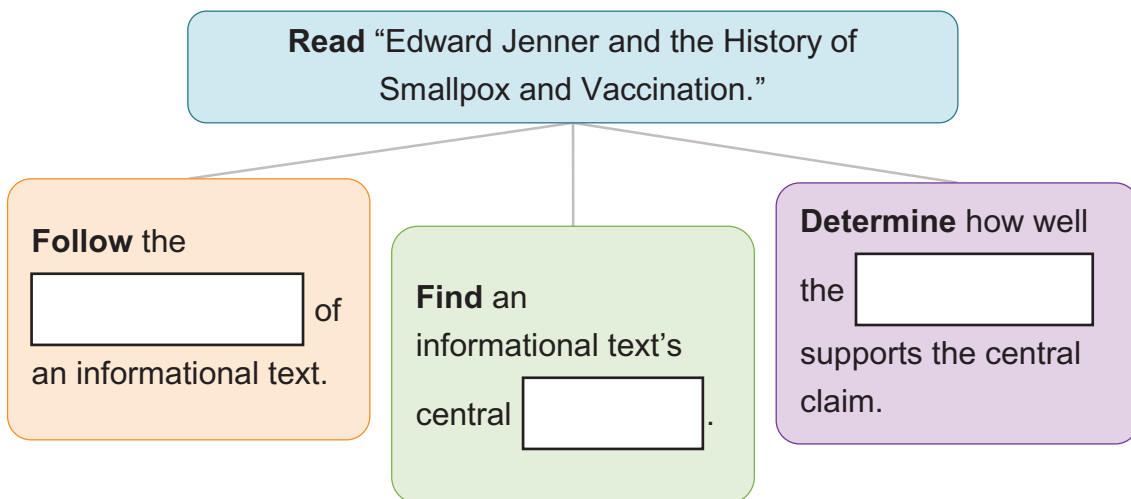 Read “Edward Jenner and the History of
Smallpox and Vaccination.”
Follow the
of
an informational text.
Find an
informational text’s
central .
Determine how well
the
supports the central
claim.